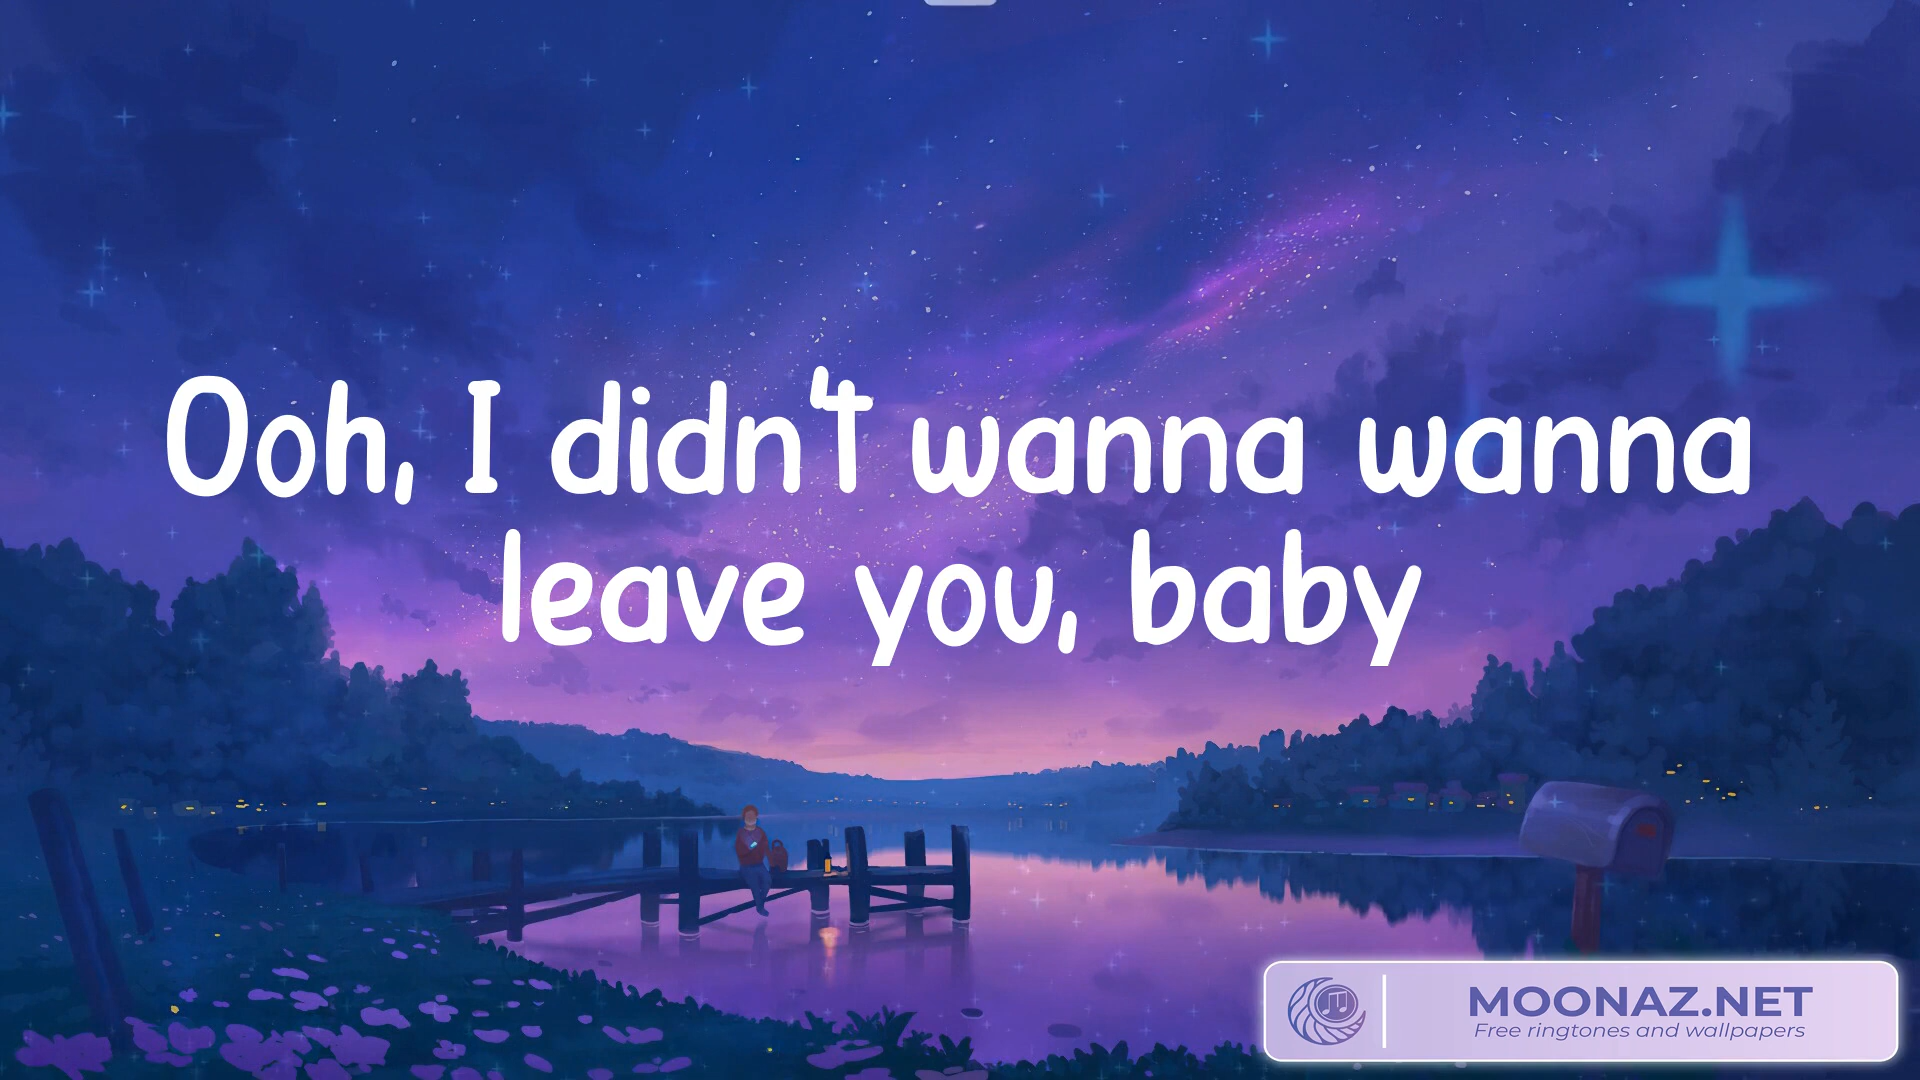 Ooh, I didn't wanna wanna
leave you, baby
MOONAZ.NET
Free ringtones and wallpapers